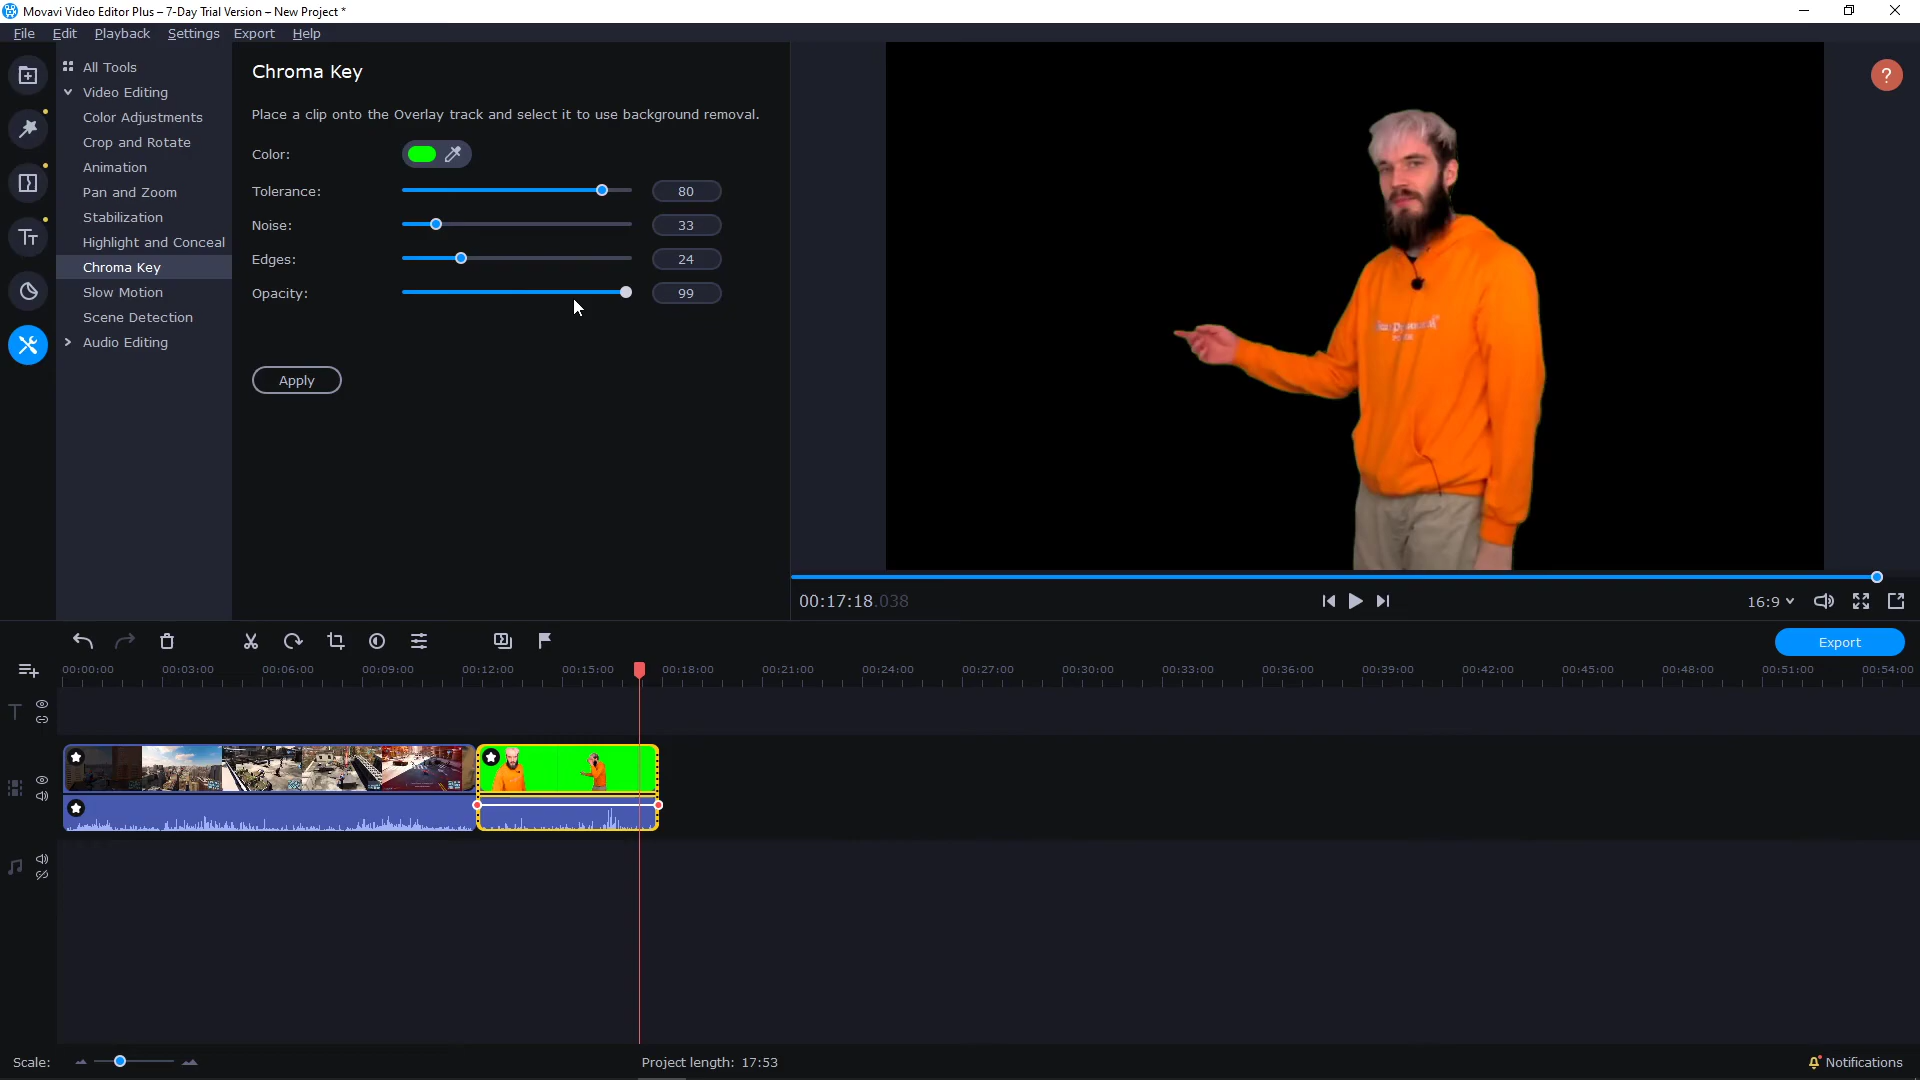 Movavi Video Editor Plus – 7-Day Trial Version – New Project *
File Edit Playback Settings Export Help
All Tools
Video Editing
Color Adjustments
Crop and Rotate
Animation
Pan and Zoom
Stabilization
Highlight and Conceal
Chroma Key
Slow Motion
Scene Detection
Audio Editing
Chroma Key
Place a clip onto the Overlay track and select it to use background removal.
Color:
Tolerance: 80
Noise: 33
Edges: 24
Opacity: 99
Apply
?
00:17:18.038
16:9
Export
00:00:00 00:03:00 00:06:00 00:09:00 00:12:00 00:15:00 00:18:00 00:21:00 00:24:00 00:27:00 00:30:00 00:33:00 00:36:00 00:39:00 00:42:00 00:45:00 00:48:00 00:51:00 00:54:00
Scale:
Project length: 17:53
Notifications